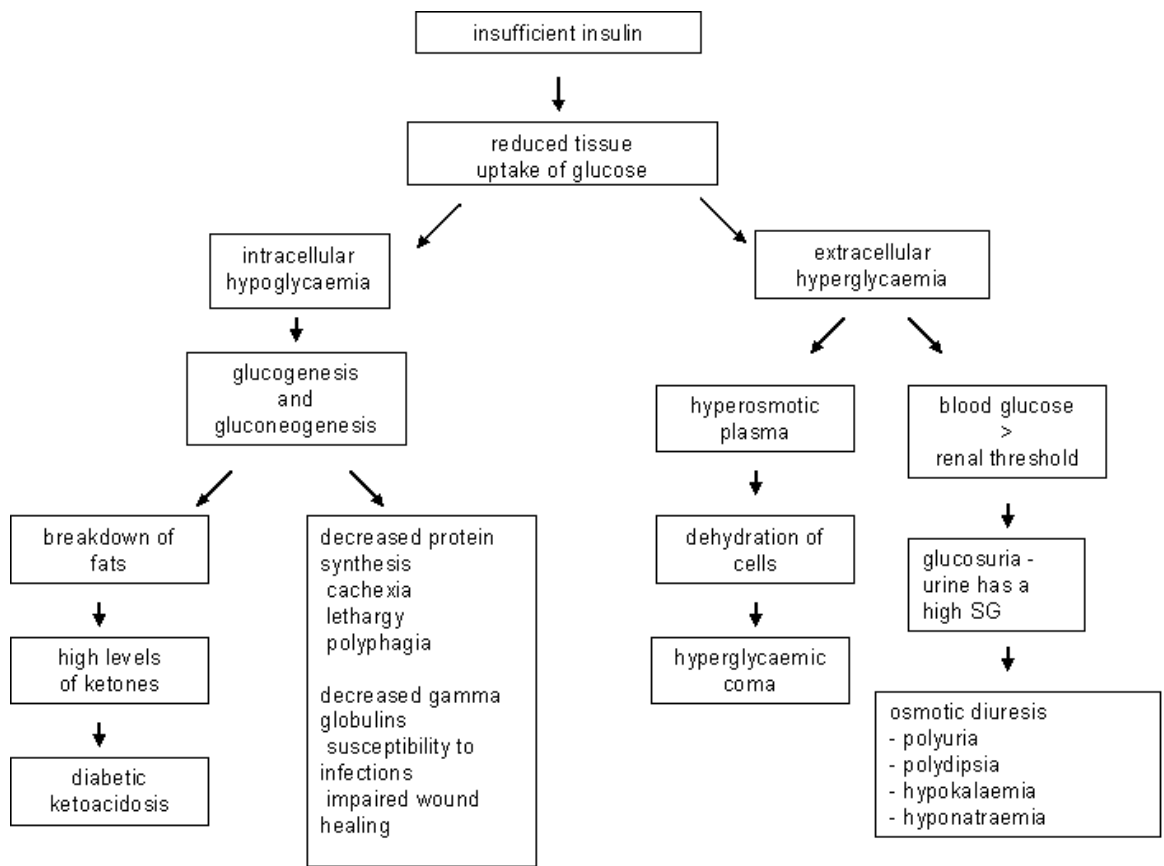 insufficient insulin
reduced tissue
uptake of glucose
intracellular
hypoglycaemia
extracellular
hyperglycaemia
glucogenesis
and
gluconeogenesis
hyperosmotic
plasma
blood glucose
>
renal threshold
breakdown of
fats
decreased protein
synthesis
cachexia
lethargy
polyphagia
decreased gamma
globulins
susceptibility to
infections
impaired wound
healing
dehydration of
cells
glucosuria -
urine has a
high SG
high levels
of ketones
hyperglycaemic
coma
diabetic
ketoacidosis
osmotic diuresis
- polyuria
- polydipsia
- hypokalaemia
- hyponatraemia